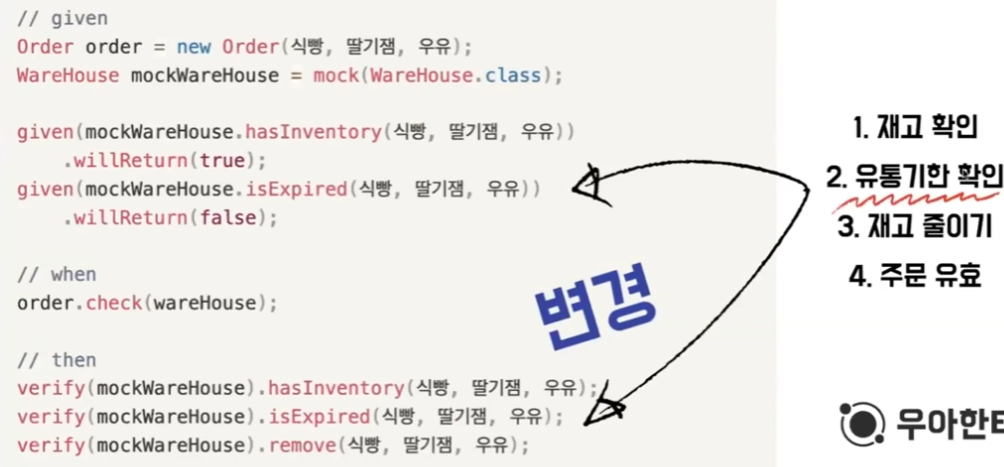 // given
Order order = new Order(식빵, 딸기잼, 우유);
WareHouse mockWareHouse = mock(WareHouse.class);
given(mockWareHouse.hasInventory(식빵, 딸기잼, 우유))
.willReturn(true);
given(mockWareHouse.isExpired(식빵, 딸기잼, 우유))
.willReturn(false);
// when
order.check(wareHouse);
// then
verify(mockWareHouse).hasInventory(식빵, 딸기잼, 우유);
verify(mockWareHouse).isExpired(식빵, 딸기잼, 우유);
verify(mockWareHouse).remove(식빵, 딸기잼, 우유);
변경
1. 재고 확인
2. 유통기한 확인
3. 재고 줄이기
4. 주문 유효